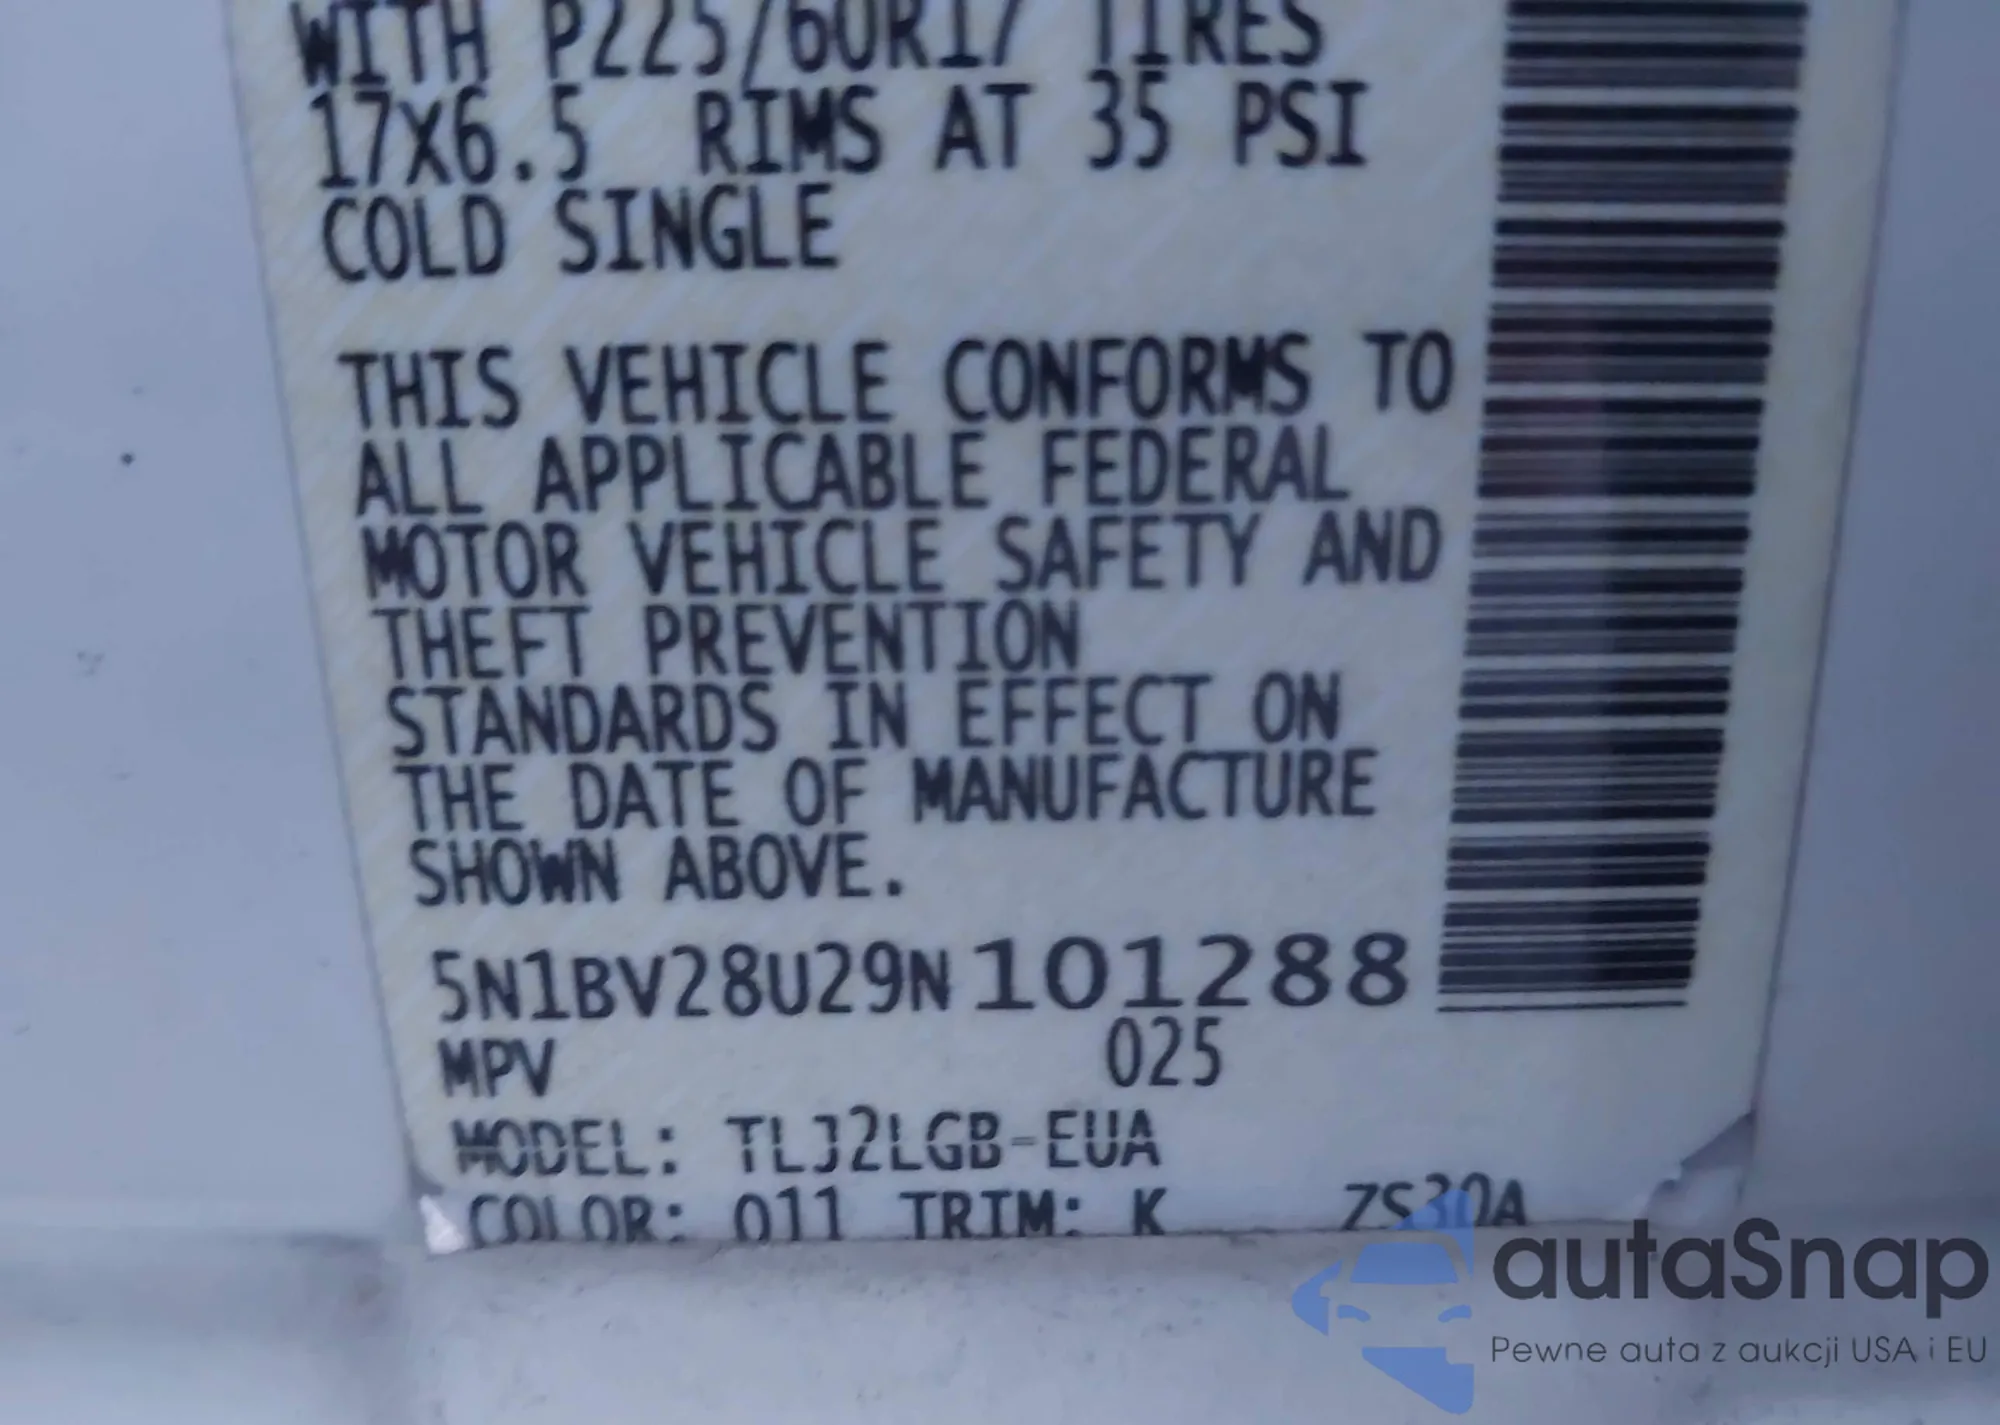 WITH P225/60R17 TIRES
17X6.5 RIMS AT 35 PSI
COLD SINGLE
THIS VEHICLE CONFORMS TO
ALL APPLICABLE FEDERAL
MOTOR VEHICLE SAFETY AND
THEFT PREVENTION
STANDARDS IN EFFECT ON
THE DATE OF MANUFACTURE
SHOWN ABOVE.
5N1BV28U29N101288
MPV 025
MODEL: TLJ2LGB-EUA
COLOR: 011 TRIM: K ZS30A
autaSnap
Pewne auta z aukcji USA i EU